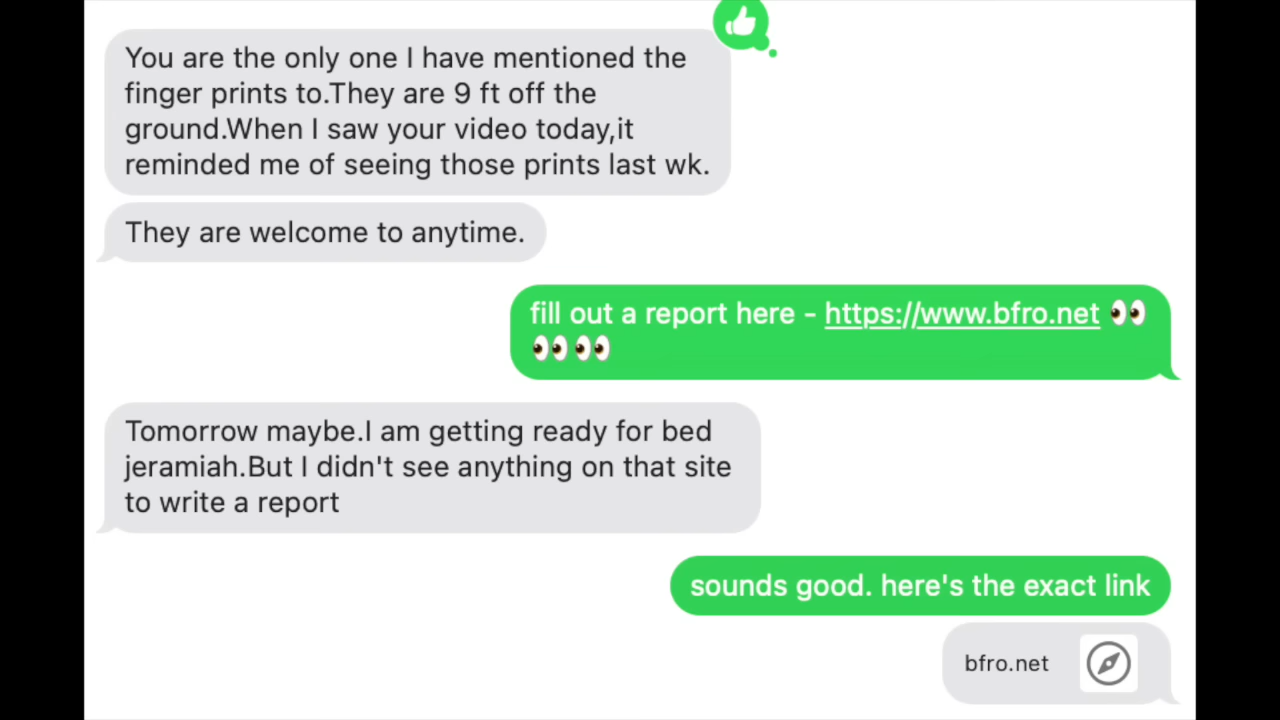 You are the only one I have mentioned the
finger prints to.They are 9 ft off the
ground.When I saw your video today,it
reminded me of seeing those prints last wk.
They are welcome to anytime.
fill out a report here - https://www.bfro.net 👀
👀 👀
Tomorrow maybe.I am getting ready for bed
jeramiah.But I didn't see anything on that site
to write a report
sounds good. here's the exact link
bfro.net